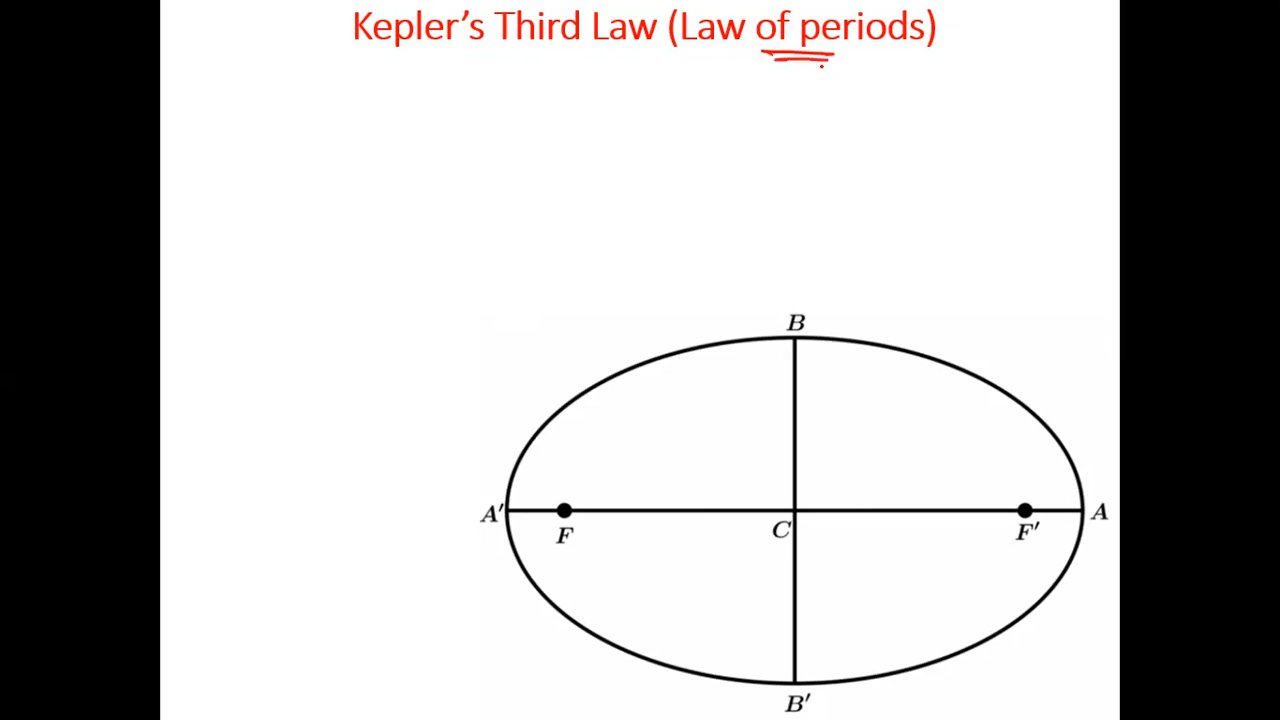 Kepler’s Third Law (Law of periods)
B
A′
F
C
F′
A
B′